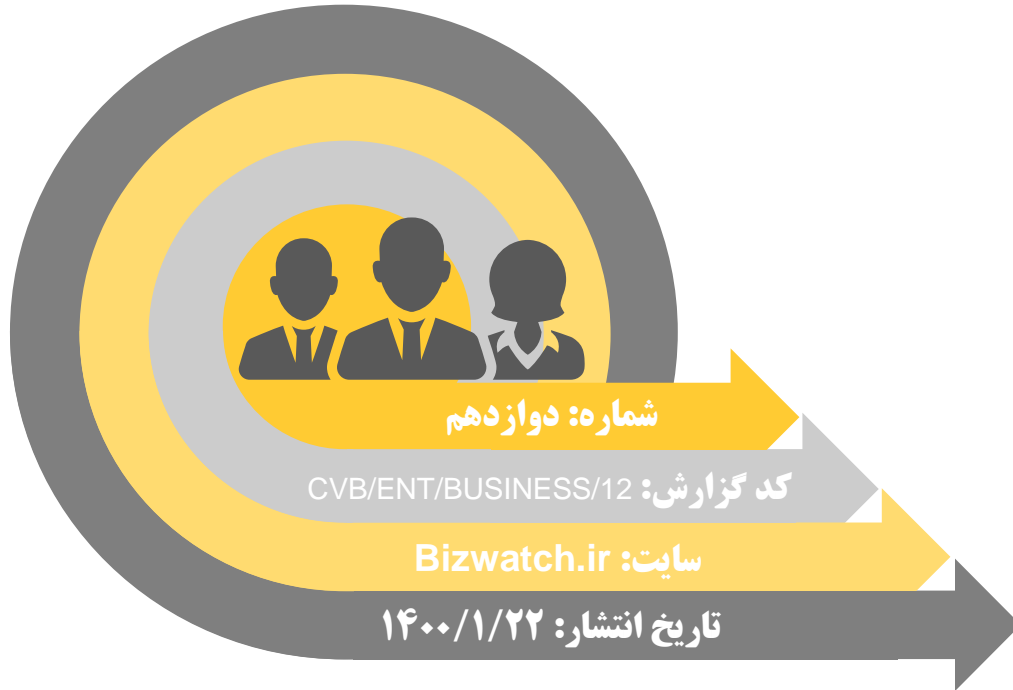 شماره: دوازدهم
کد گزارش: CVB/ENT/BUSINESS/12
سایت: Bizwatch.ir
تاریخ انتشار: ۱۴۰۰/۱/۲۲